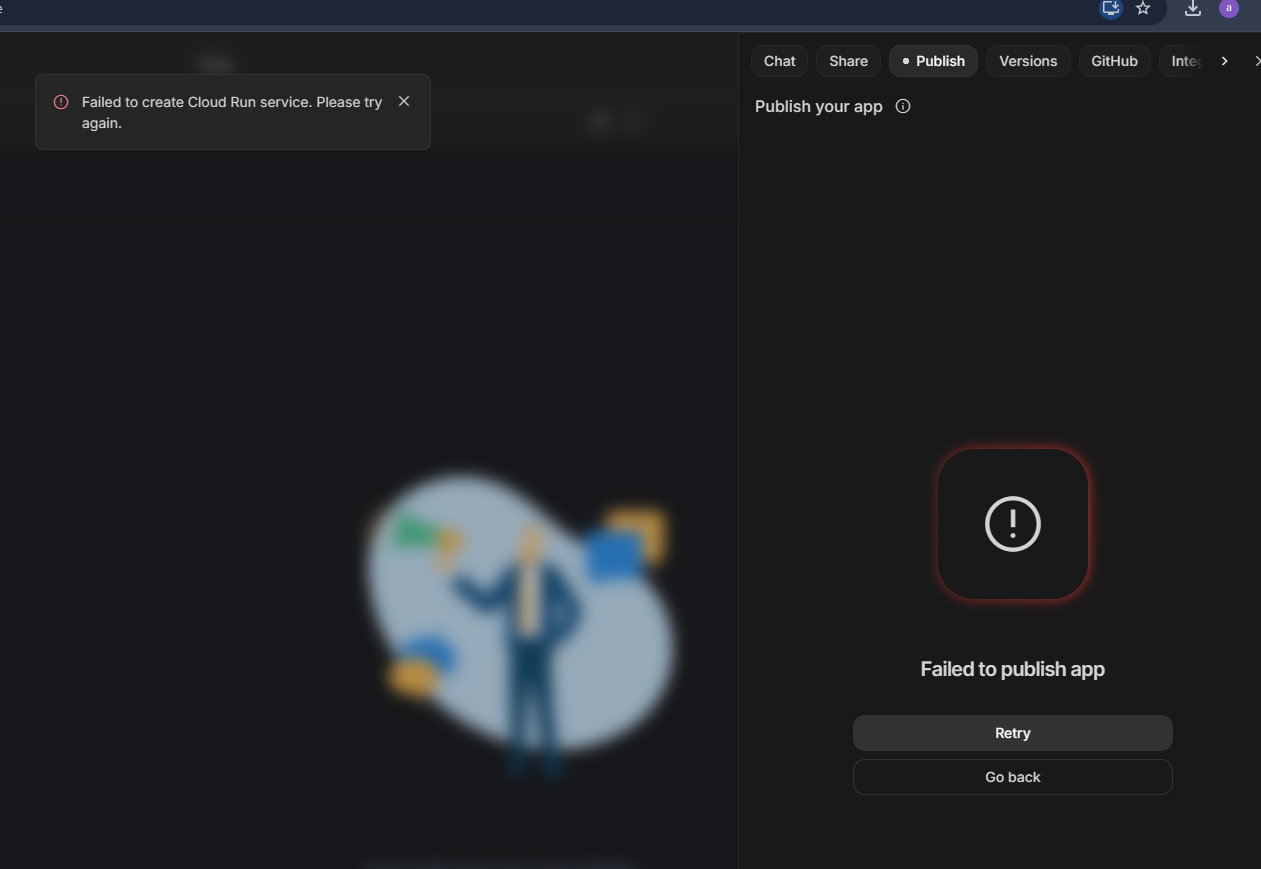 e
a
Chat Share Publish Versions GitHub Integ
Publish your app
Failed to create Cloud Run service. Please try
again.
Failed to publish app
Retry
Go back